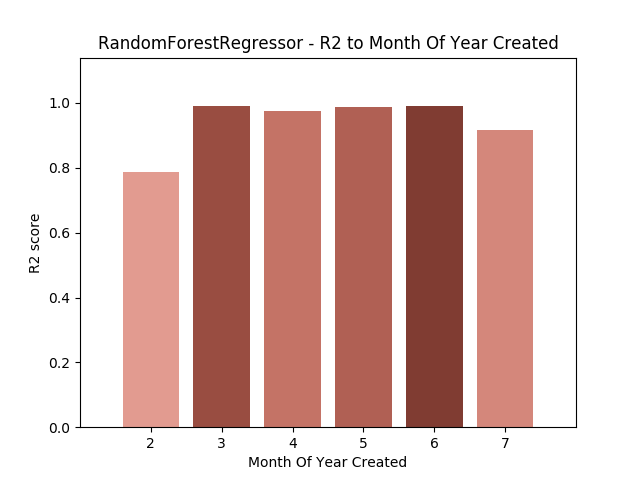 RandomForestRegressor - R2 to Month Of Year Created
R2 score
1.0
0.8
0.6
0.4
0.2
0.0
2 3 4 5 6 7
Month Of Year Created